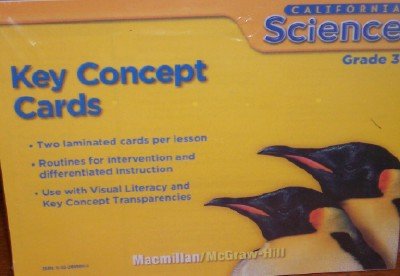 CALIFORNIA
Science
Grade 3
Key Concept
Cards
• Two laminated cards per lesson
• Routines for intervention and
differentiated instruction
• Use with Visual Literacy and
Key Concept Transparencies
Macmillan/McGraw-Hill